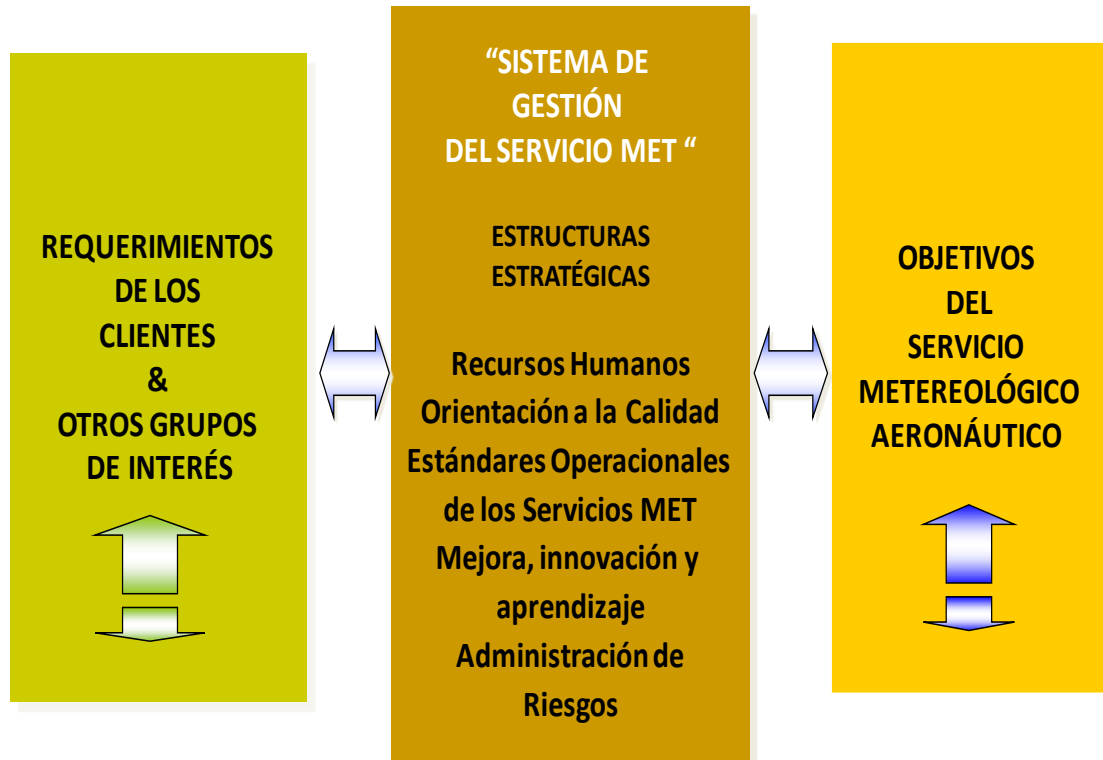 REQUERIMIENTOS
DE LOS
CLIENTES
&
OTROS GRUPOS
DE INTERÉS
“SISTEMA DE
GESTIÓN
DEL SERVICIO MET “
ESTRUCTURAS
ESTRATÉGICAS
Recursos Humanos
Orientación a la Calidad
Estándares Operacionales
de los Servicios MET
Mejora, innovación y
aprendizaje
Administración de
Riesgos
OBJETIVOS
DEL
SERVICIO
METEREOLÓGICO
AERONÁUTICO